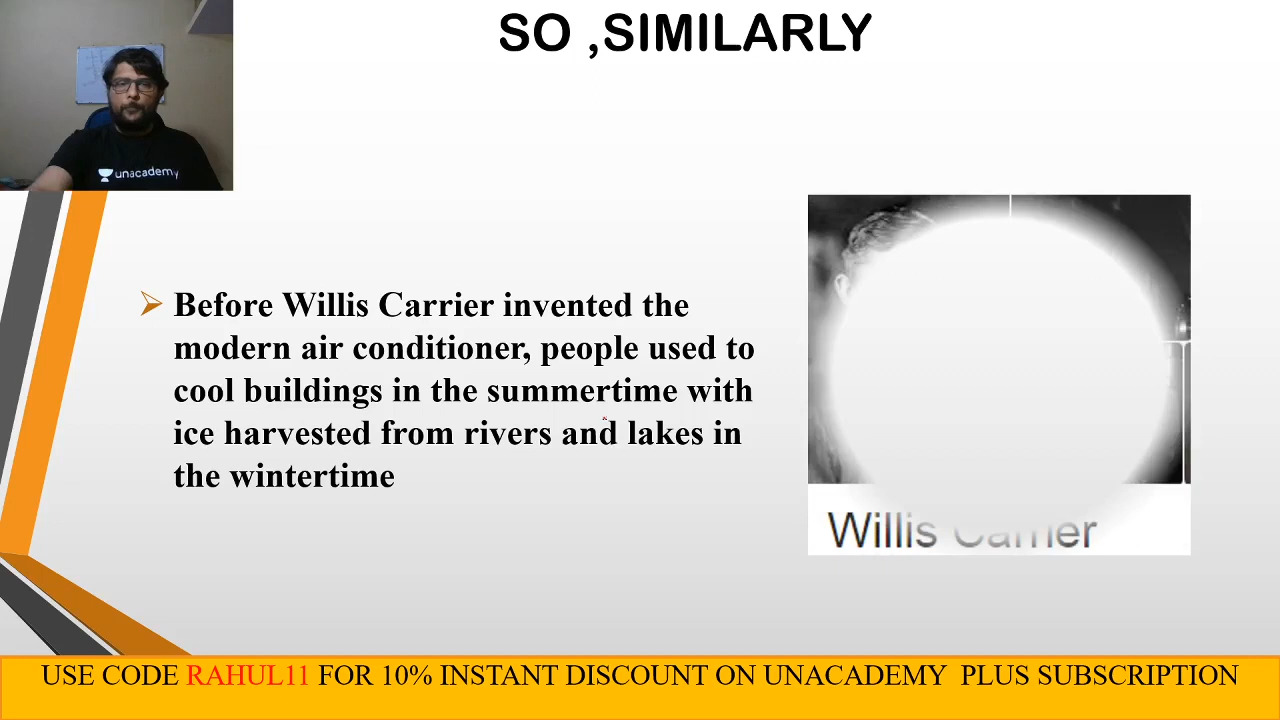 SO ,SIMILARLY
unacademy
Before Willis Carrier invented the
modern air conditioner, people used to
cool buildings in the summertime with
ice harvested from rivers and lakes in
the wintertime
Willis Carrier
USE CODE RAHUL11 FOR 10% INSTANT DISCOUNT ON UNACADEMY PLUS SUBSCRIPTION